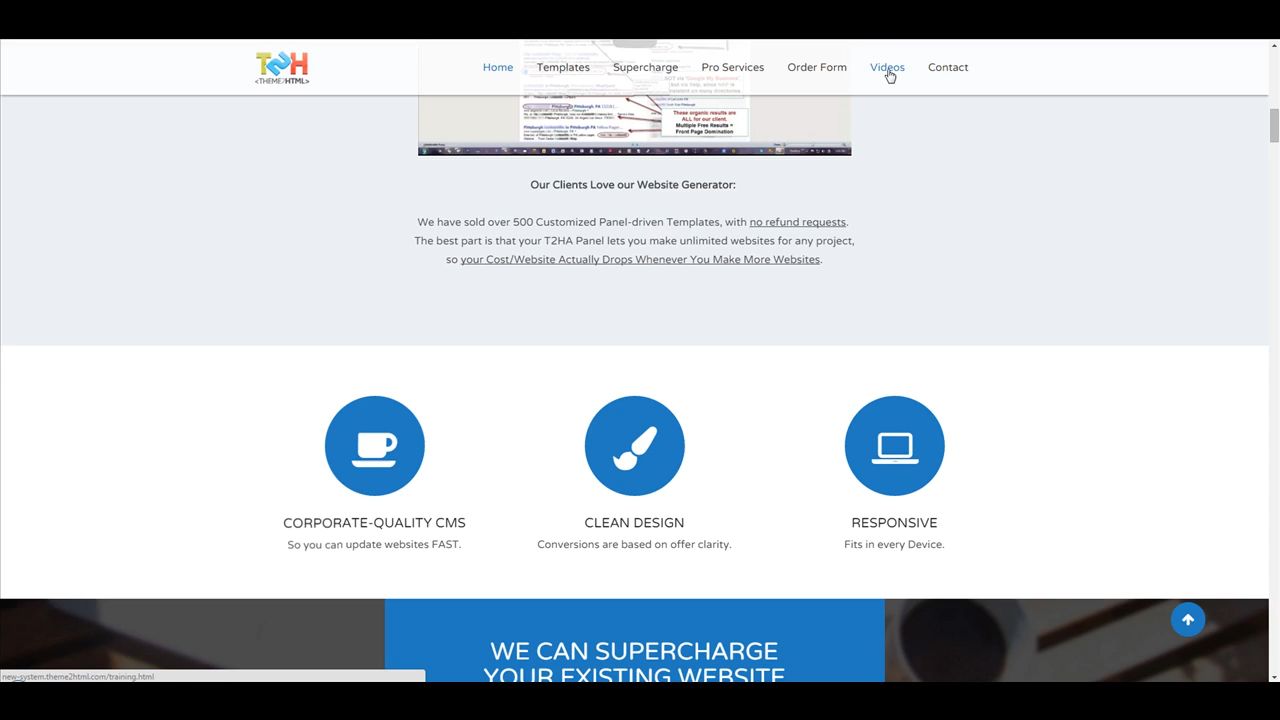 T2H
<THEME2HTML>
Home Templates Supercharge Pro Services Order Form Videos Contact
These organic results are
ALL for our client.
Multiple Free Results =
Front Page Domination
Our Clients Love our Website Generator:
We have sold over 500 Customized Panel-driven Templates, with no refund requests.
The best part is that your T2HA Panel lets you make unlimited websites for any project,
so your Cost/Website Actually Drops Whenever You Make More Websites.
CORPORATE-QUALITY CMS
So you can update websites FAST.
CLEAN DESIGN
Conversions are based on offer clarity.
RESPONSIVE
Fits in every Device.
WE CAN SUPERCHARGE
YOUR EXISTING WEBSITE
new-system.theme2html.com/training.html